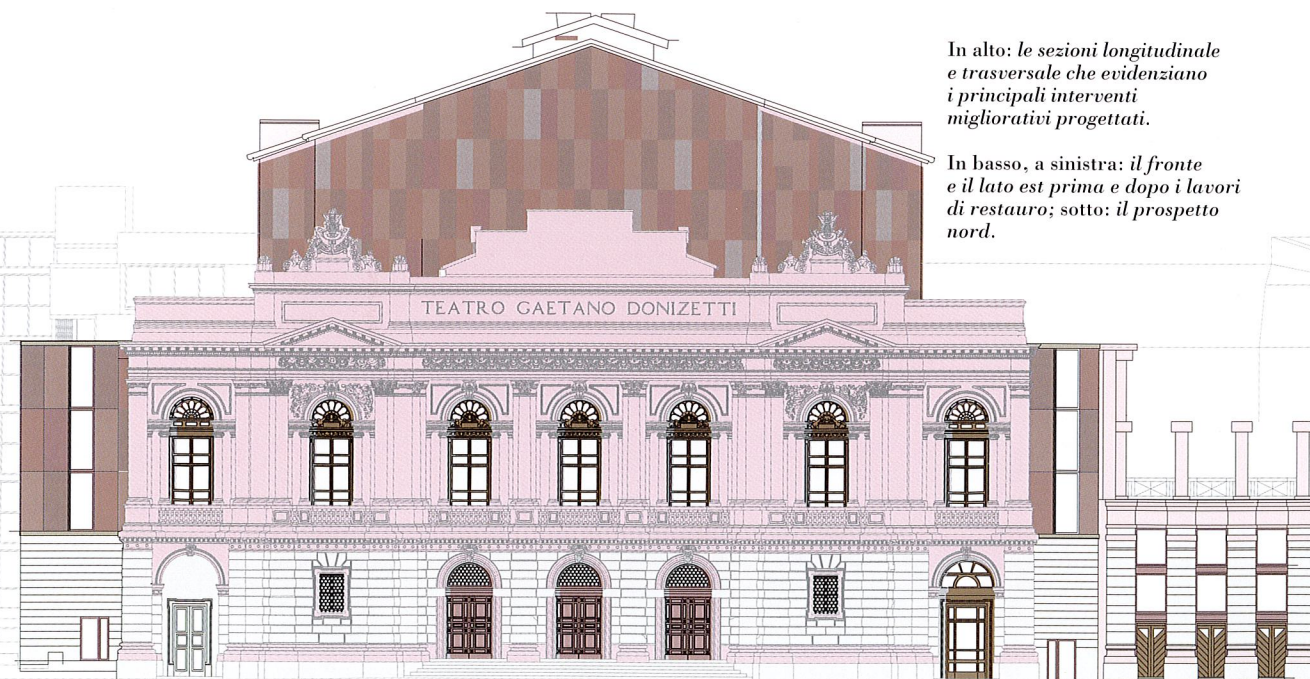 In alto: le sezioni longitudinale
e trasversale che evidenziano
i principali interventi
migliorativi progettati.
In basso, a sinistra: il fronte
e il lato est prima e dopo i lavori
di restauro; sotto: il prospetto
nord.
TEATRO GAETANO DONIZETTI